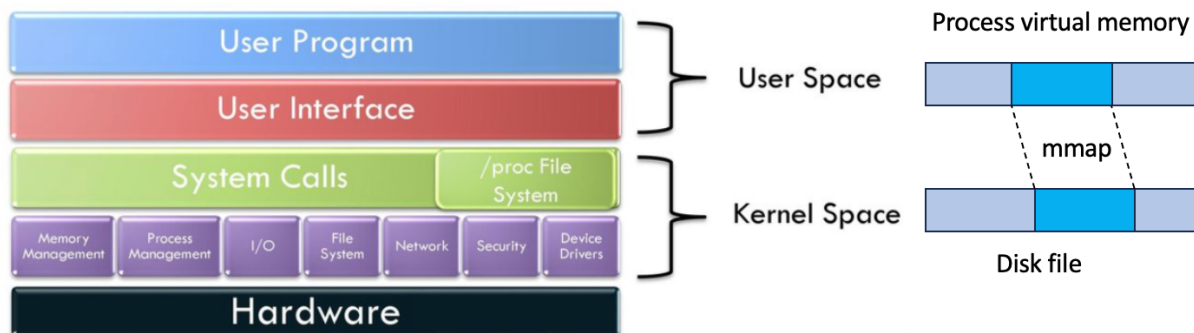 User Program
User Interface
System Calls
/proc File
System
Memory
Management
Process
Management
I/O
File
System
Network
Security
Device
Drivers
Hardware
User Space
Kernel Space
Process virtual memory
mmap
Disk file